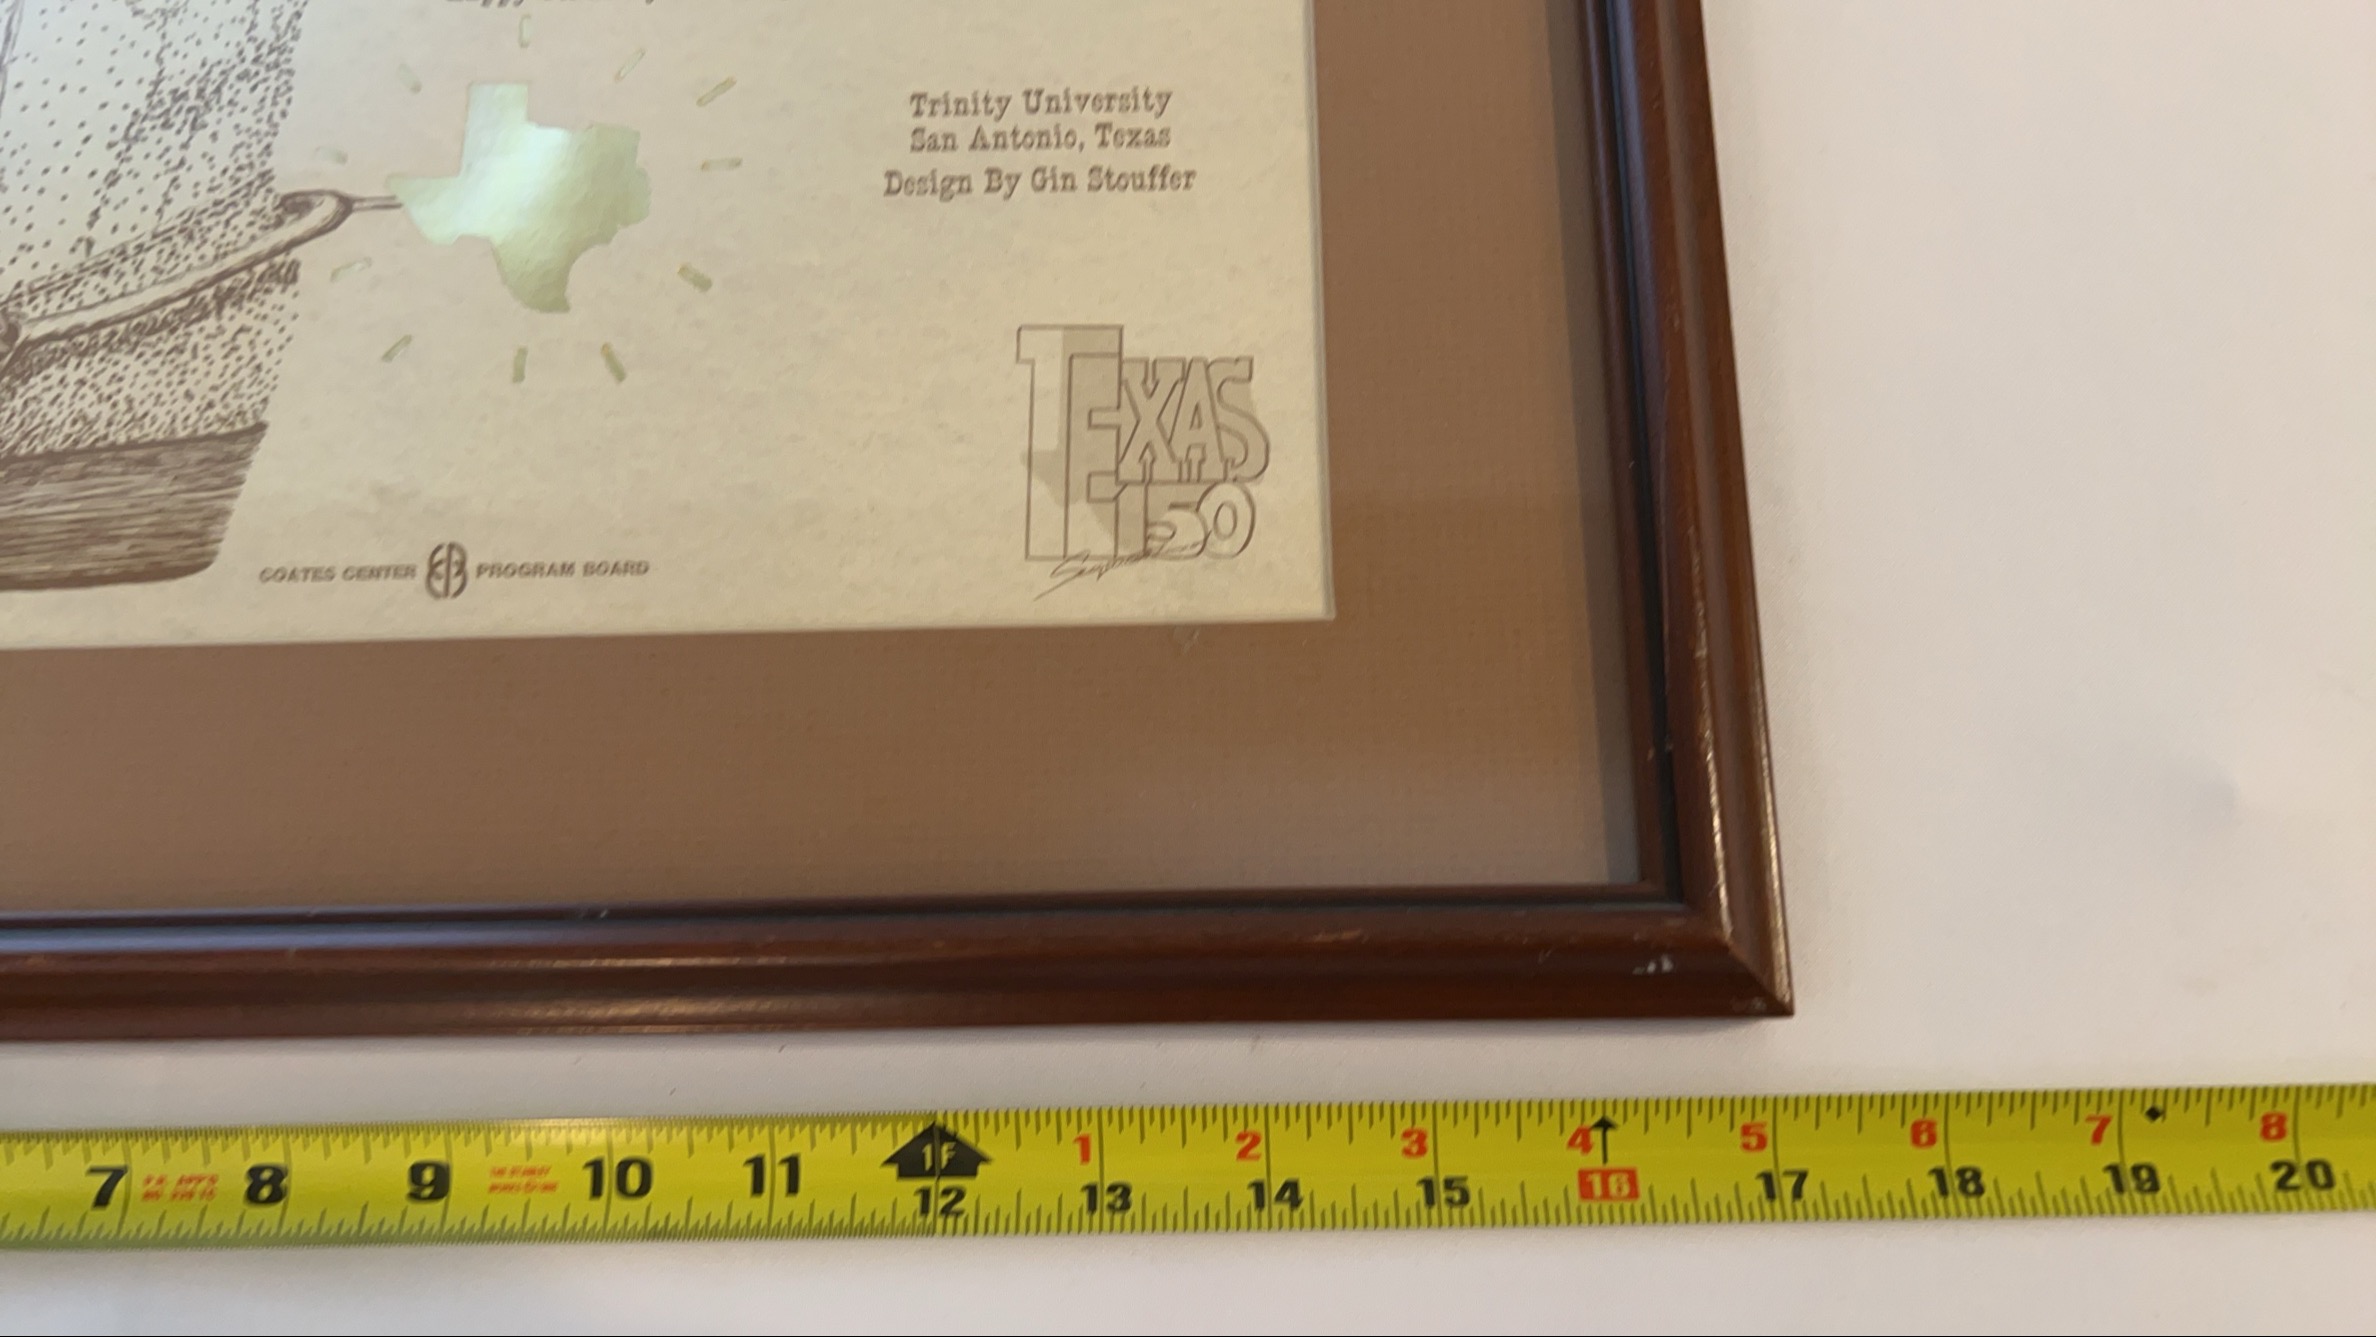 Trinity University
San Antonio, Texas
Design By Gin Stouffer
TEXAS
150
COATES CENTER CPB PROGRAM BOARD
1 2 3 4 5 6 7 8
7 8 9 10 11 1F 12 13 14 15 16 17 18 19 20